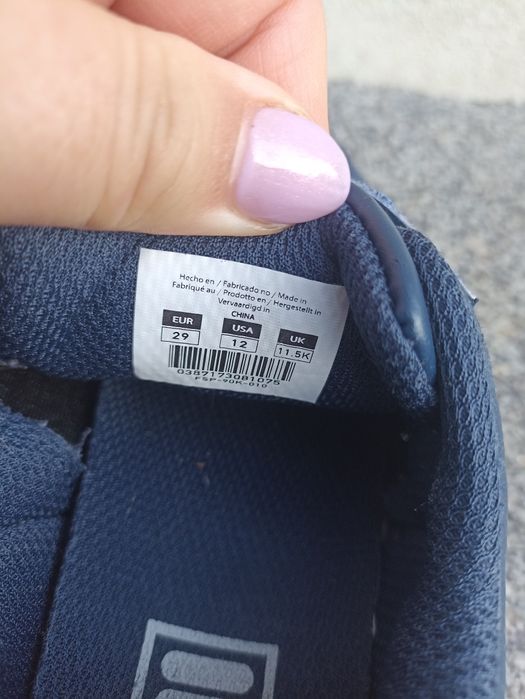 Hecho en / Fabricado no / Made in
Fabriqué au / Prodotto en / Hergestellt in
Vervaardigd in
CHINA
EUR USA UK
29 12 11.5K
0387173081075
FSP-90K-010